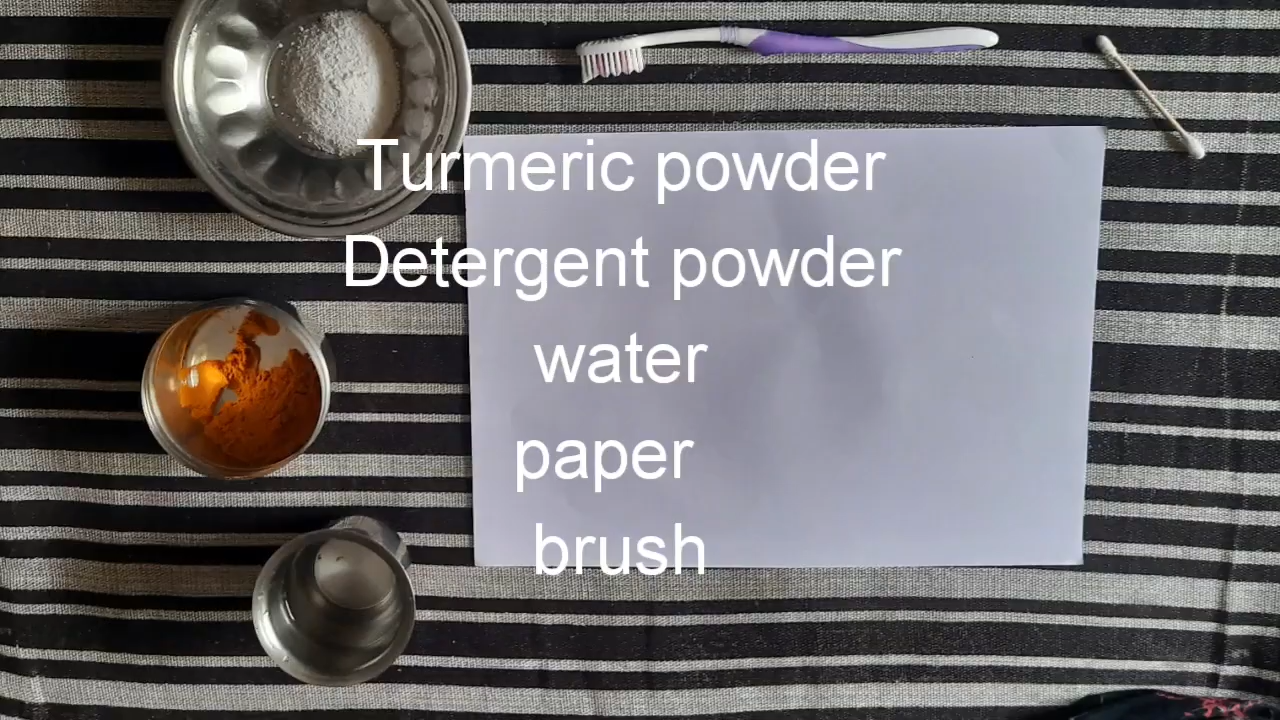 Turmeric powder
Detergent powder
water
paper
brush